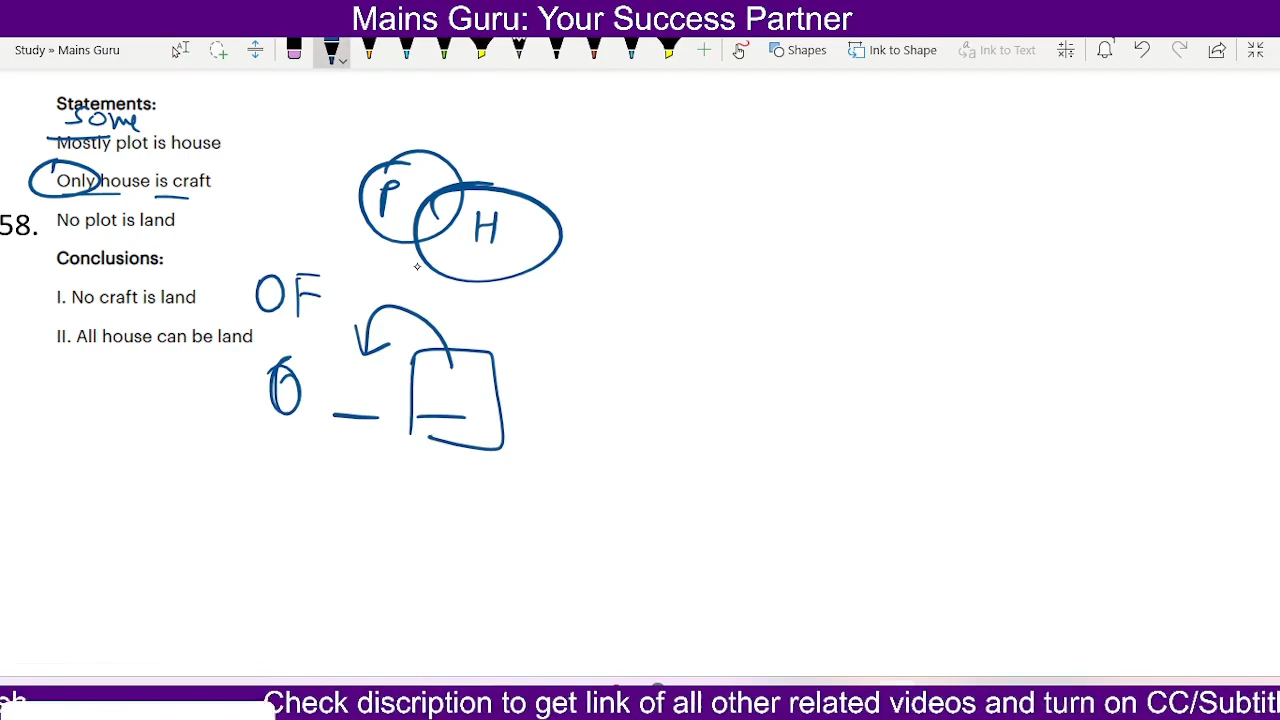 Mains Guru: Your Success Partner
Study » Mains Guru
Shapes
Ink to Shape
Ink to Text
Statements:
some
Mostly plot is house
Only house is craft
58.
No plot is land
Conclusions:
I. No craft is land
II. All house can be land
P
H
OF
O
Check discription to get link of all other related videos and turn on CC/Subtit